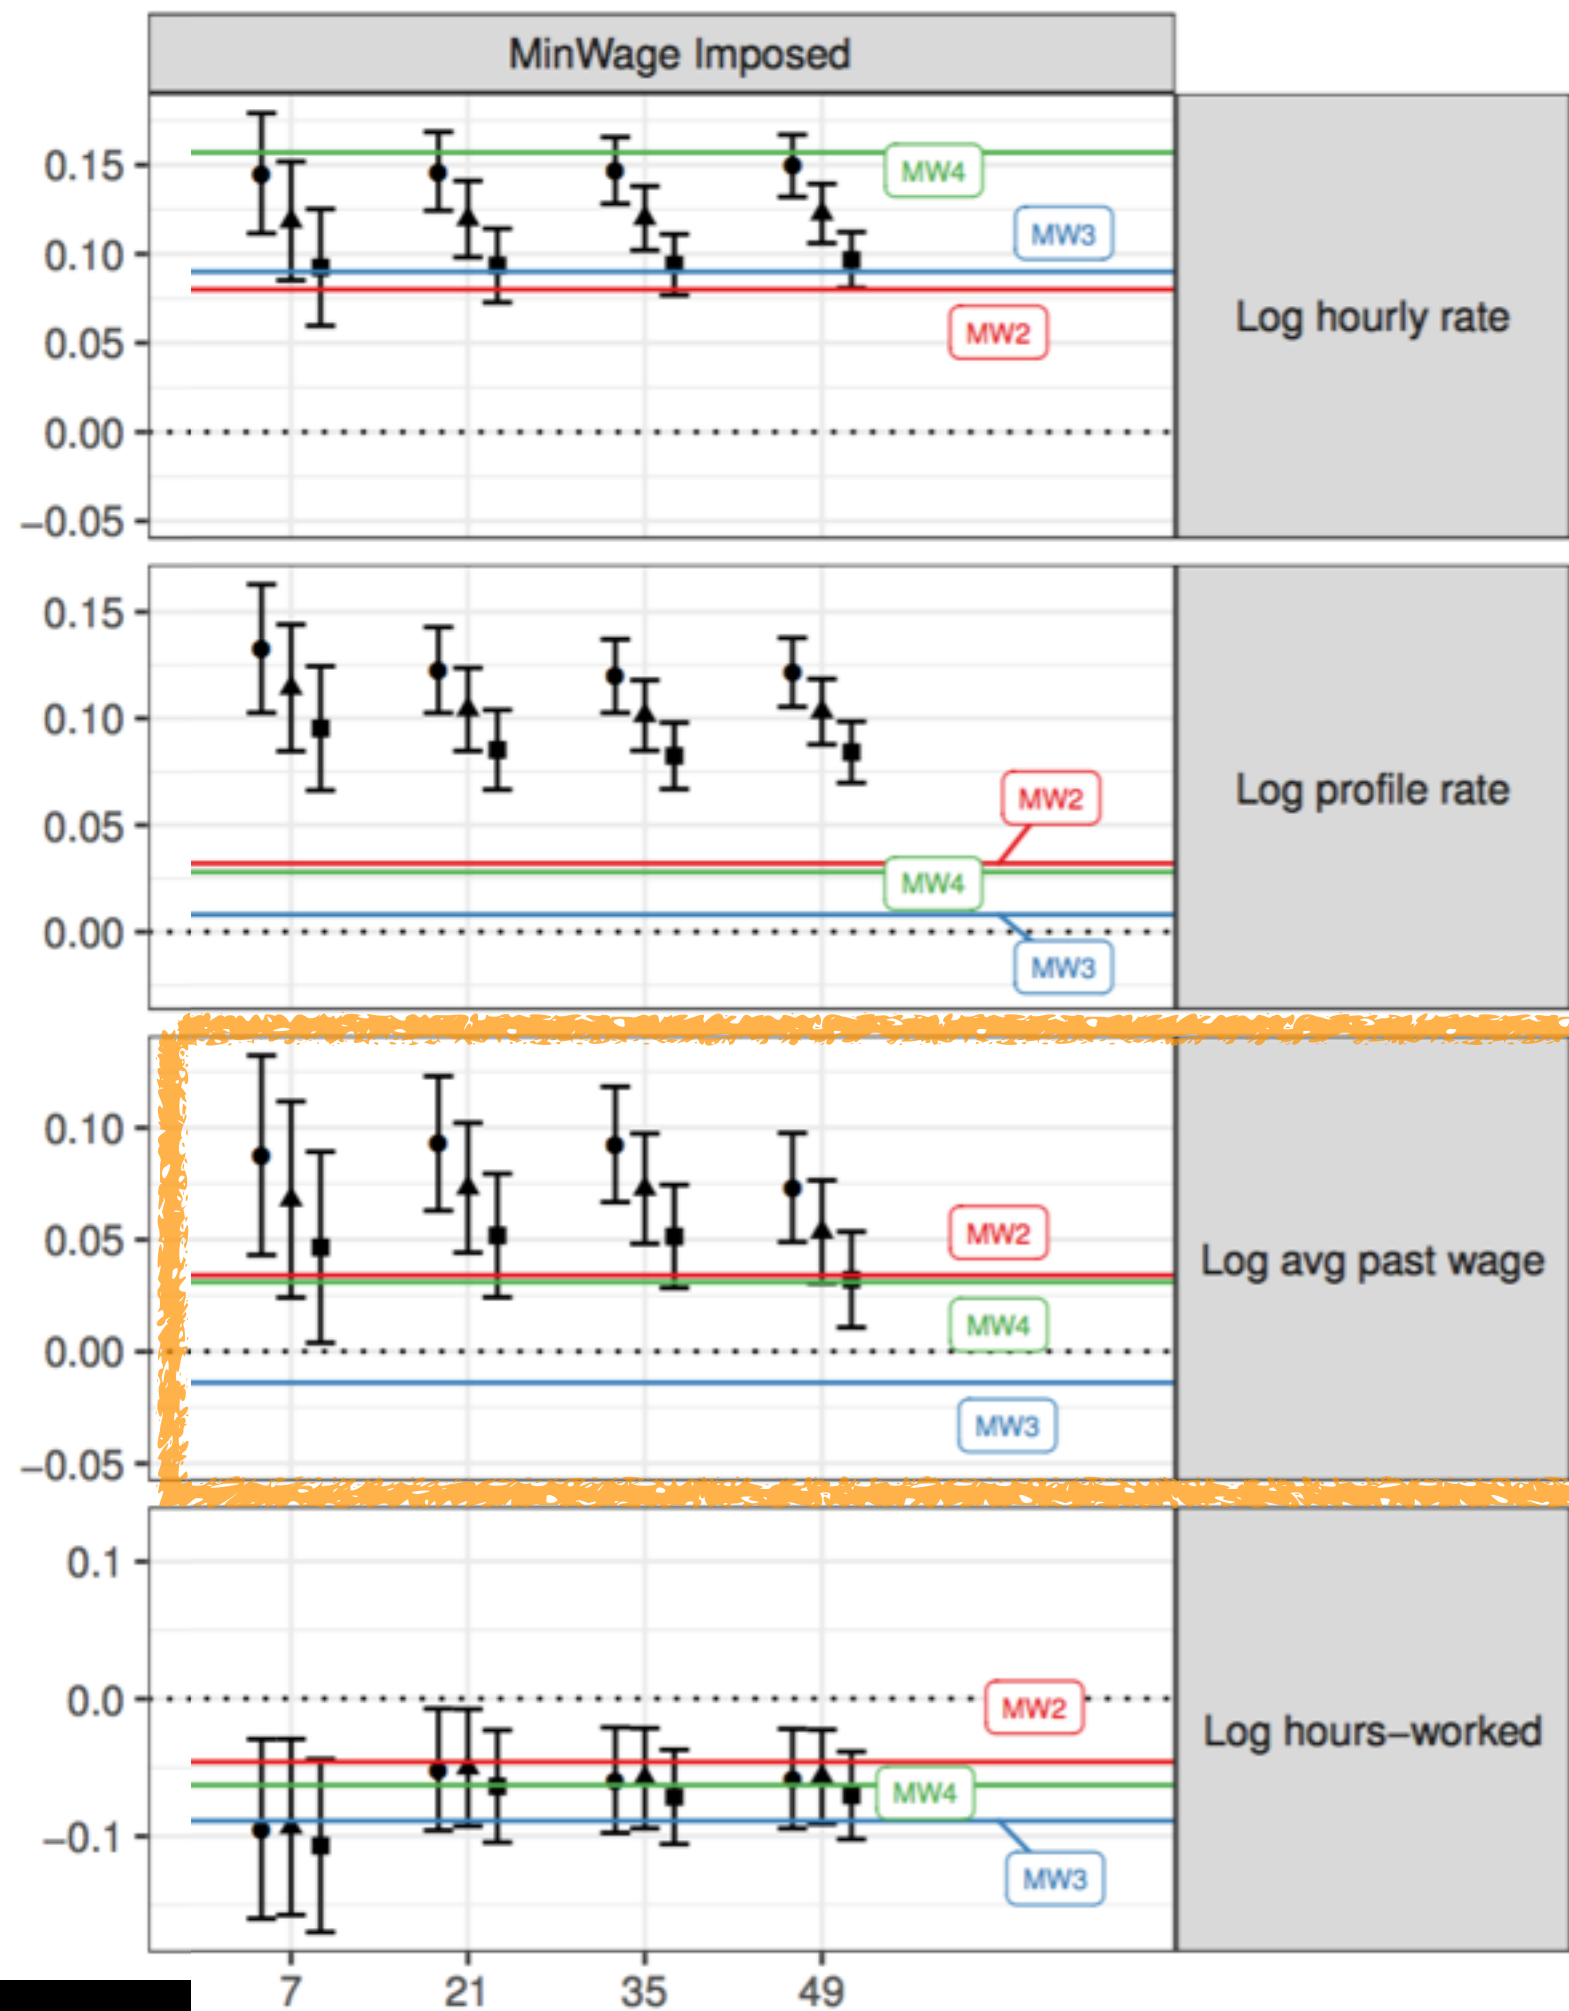 MinWage Imposed
0.15
0.10
0.05
0.00
−0.05
MW4
MW3
MW2
Log hourly rate
0.15
0.10
0.05
0.00
MW2
MW4
MW3
Log profile rate
0.10
0.05
0.00
−0.05
MW2
MW4
MW3
Log avg past wage
0.1
0.0
−0.1
MW2
MW4
MW3
Log hours−worked
7 21 35 49